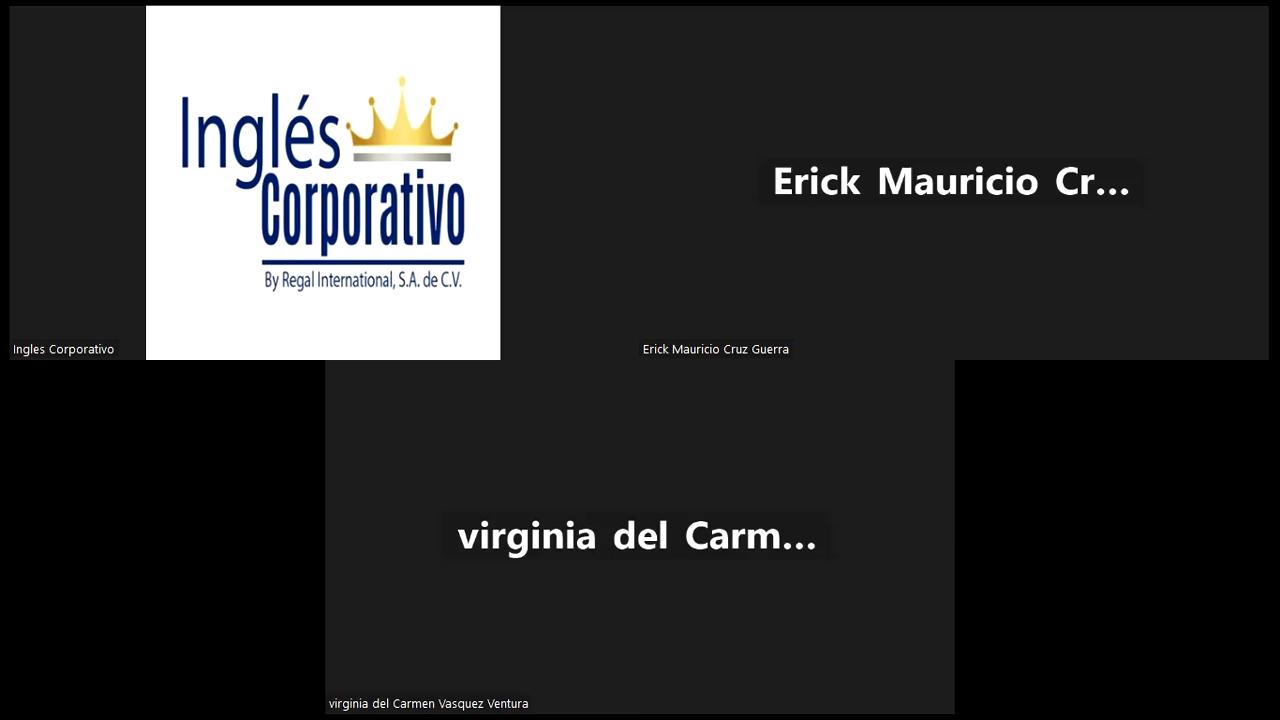 Inglés
Corporativo
By Regal International, S.A. de C.V.
Ingles Corporativo
Erick Mauricio Cr...
Erick Mauricio Cruz Guerra
virginia del Carm...
virginia del Carmen Vasquez Ventura